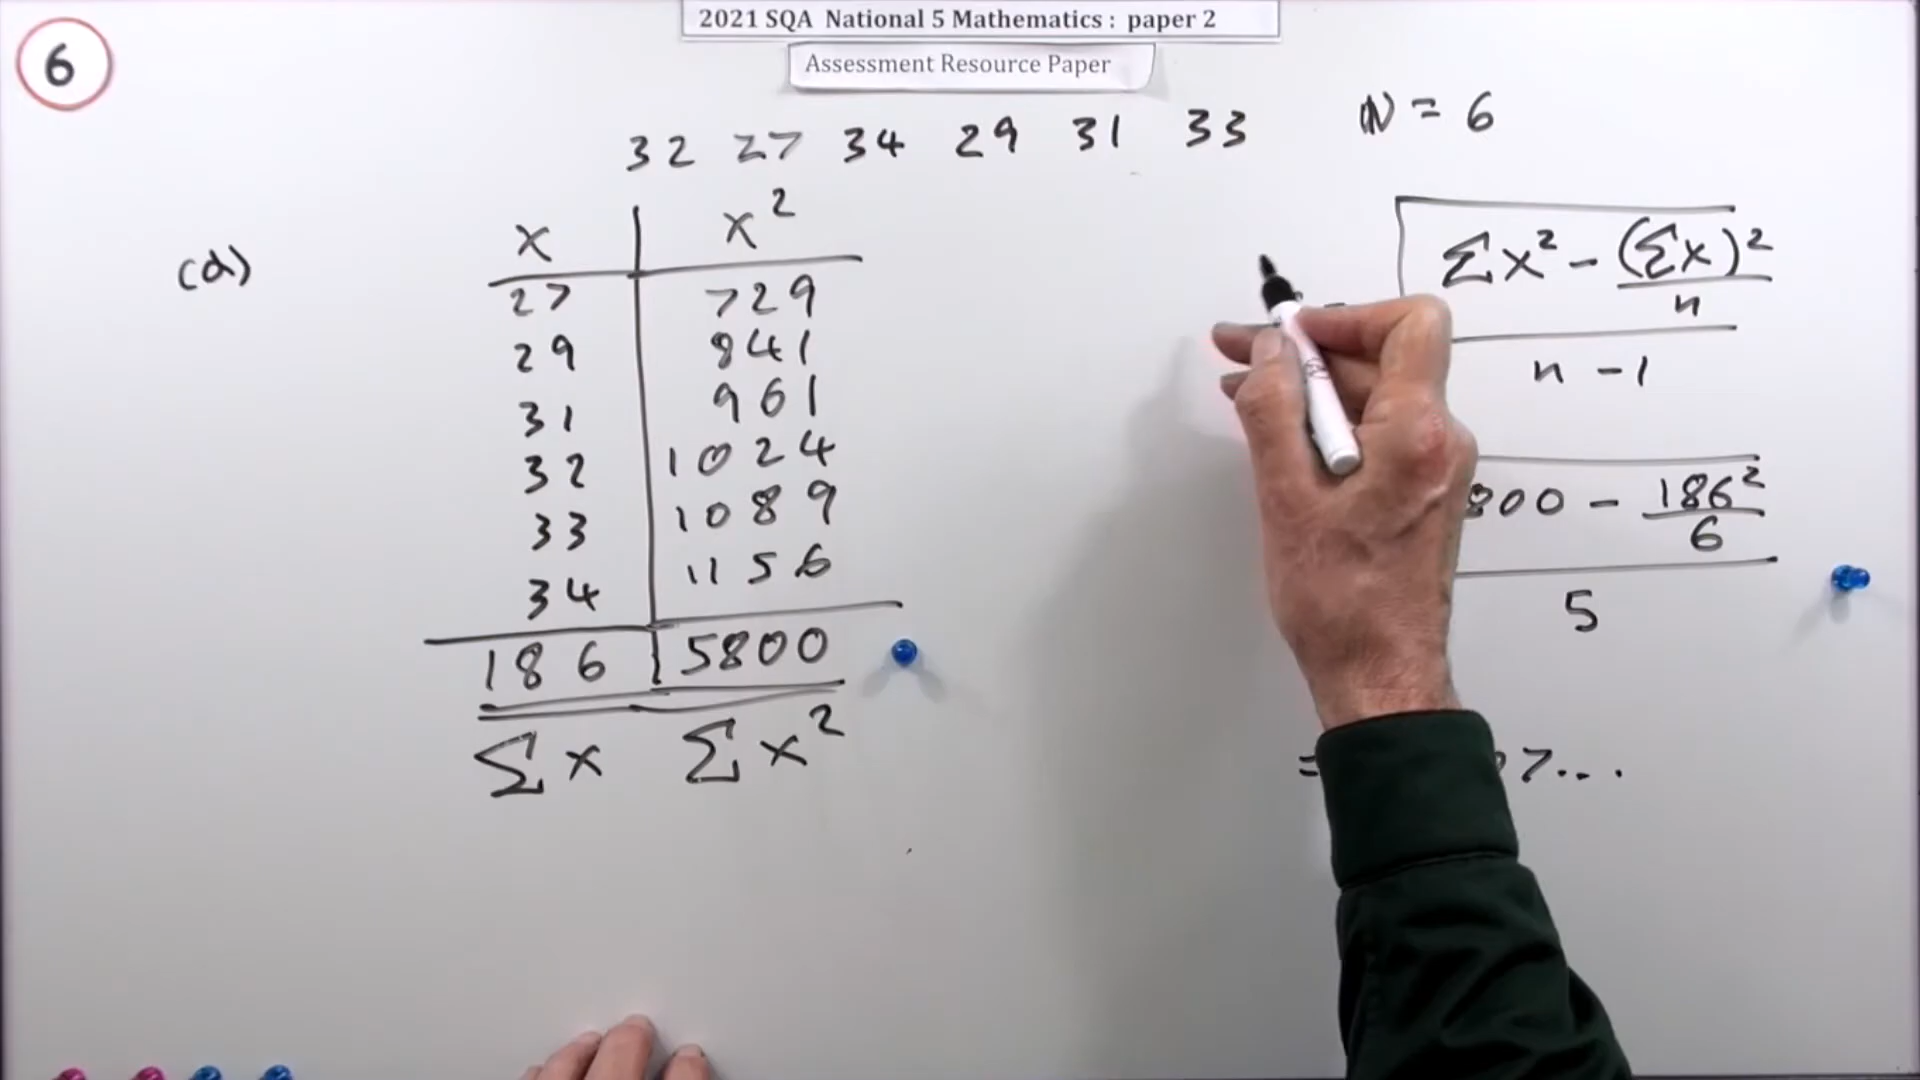 2021 SQA National 5 Mathematics : paper 2
Assessment Resource Paper
6
32 27 34 29 31 33
n = 6
(d)
x x²
27 729
29 841
31 961
32 1024
33 1089
34 1156
186 5800
Σx Σx²
Σx² - (Σx)²
n
n - 1
800 - 186²
6
5
= 7...